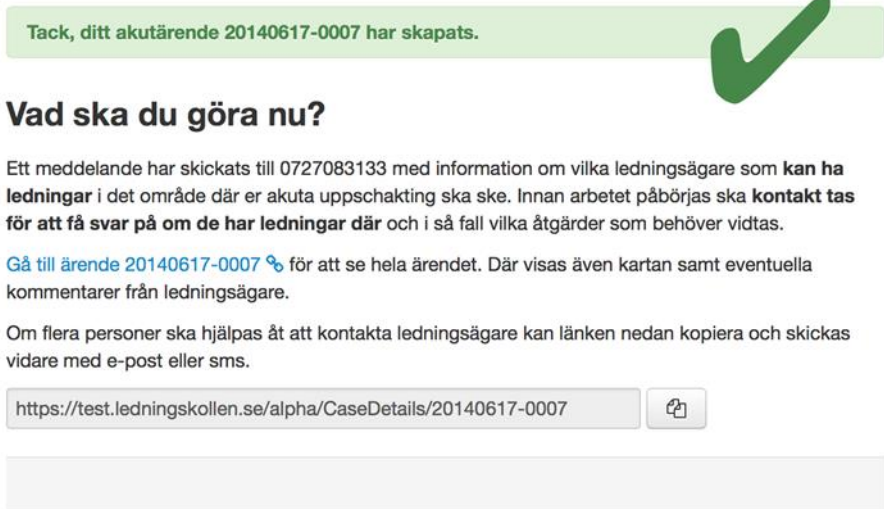 Tack, ditt akutärende 20140617-0007 har skapats.
Vad ska du göra nu?
Ett meddelande har skickats till 0727083133 med information om vilka ledningsägare som kan ha
ledningar i det område där er akuta uppschakting ska ske. Innan arbetet påbörjas ska kontakt tas
för att få svar på om de har ledningar där och i så fall vilka åtgärder som behöver vidtas.
Gå till ärende 20140617-0007 för att se hela ärendet. Där visas även kartan samt eventuella
kommentarer från ledningsägare.
Om flera personer ska hjälpas åt att kontakta ledningsägare kan länken nedan kopiera och skickas
vidare med e-post eller sms.
https://test.ledningskollen.se/alpha/CaseDetails/20140617-0007